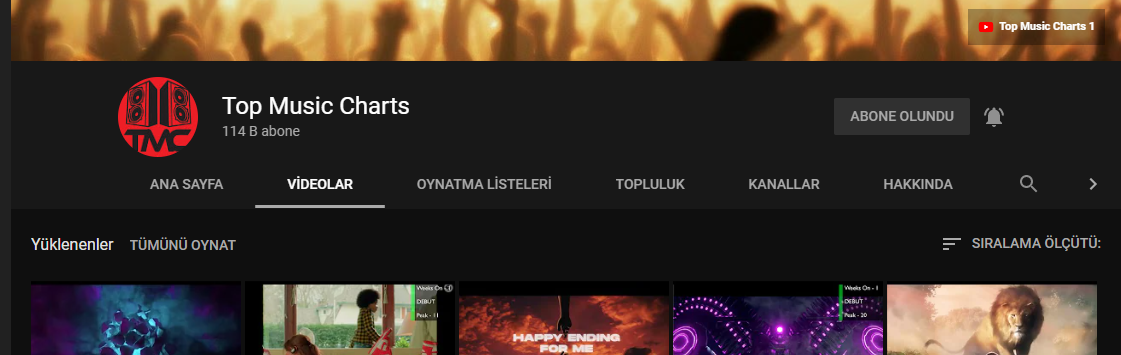 Top Music Charts 1
TMC
Top Music Charts
114 B abone
ABONE OLUNDU
ANA SAYFA
VİDEOLAR
OYNATMA LİSTELERİ
TOPLULUK
KANALLAR
HAKKINDA
Yüklenenler
TÜMÜNÜ OYNAT
SIRALAMA ÖLÇÜTÜ:
Weeks On -
DEBUT
Peak - 11
HAPPY ENDING
FOR ME
Weeks On - 1
DEBUT
Peak - 20